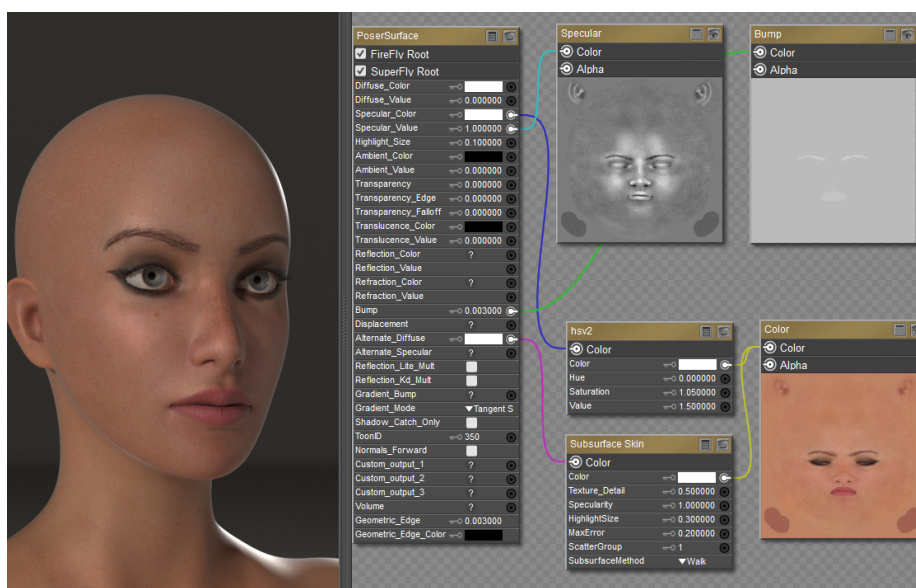 PoserSurface
FireFly Root
SuperFly Root
Diffuse_Color
Diffuse_Value 0.000000
Specular_Color
Specular_Value 1.000000
Highlight_Size 0.100000
Ambient_Color
Ambient_Value 0.000000
Transparency 0.000000
Transparency_Edge 0.000000
Transparency_Falloff 0.000000
Translucence_Color
Translucence_Value 0.000000
Reflection_Color ?
Reflection_Value
Refraction_Color ?
Refraction_Value
Bump 0.003000
Displacement ?
Alternate_Diffuse
Alternate_Specular ?
Reflection_Lite_Mult
Reflection_Kd_Mult
Gradient_Bump ?
Gradient_Mode Tangent S
Shadow_Catch_Only
ToonID 350
Normals_Forward
Custom_output_1 ?
Custom_output_2 ?
Custom_output_3 ?
Volume ?
Geometric_Edge 0.003000
Geometric_Edge_Color
Specular
Color
Alpha
Bump
Color
Alpha
hsv2
Color
Color
Hue 0.000000
Saturation 1.050000
Value 1.500000
Subsurface Skin
Color
Color
Texture_Detail 0.500000
Specularity 1.000000
HighlightSize 0.300000
MaxError 0.200000
ScatterGroup 1
SubsurfaceMethod Walk
Color
Color
Alpha